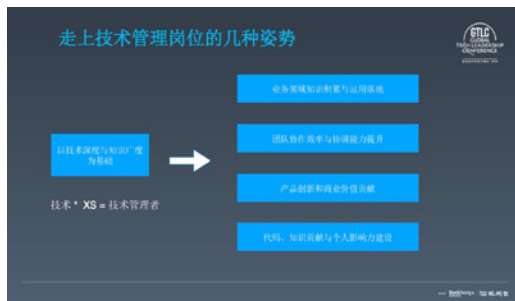 走上技术管理岗位的几种姿势
GTLC
GLOBAL
TECH LEADERSHIP
CONFERENCE
业务领域知识积累与运用落地
团队协作效率与协调能力提升
以技术深度与知识广度
为基础
产品创新和商业价值贡献
技术 * XS = 技术管理者
代码、知识贡献与个人影响力建设